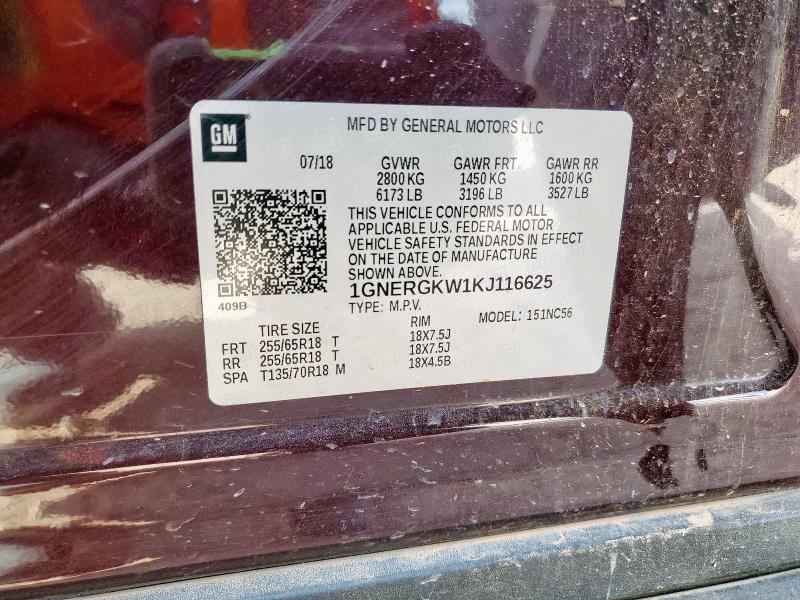 GM
MFD BY GENERAL MOTORS LLC
07/18 GVWR GAWR FRT GAWR RR
2800 KG 1450 KG 1600 KG
6173 LB 3196 LB 3527 LB
THIS VEHICLE CONFORMS TO ALL
APPLICABLE U.S. FEDERAL MOTOR
VEHICLE SAFETY STANDARDS IN EFFECT
ON THE DATE OF MANUFACTURE
SHOWN ABOVE.
409B
1GNERGKW1KJ116625
TYPE: M.P.V. MODEL: 151NC56
TIRE SIZE RIM
FRT 255/65R18 T 18X7.5J
RR 255/65R18 T 18X7.5J
SPA T135/70R18 M 18X4.5B